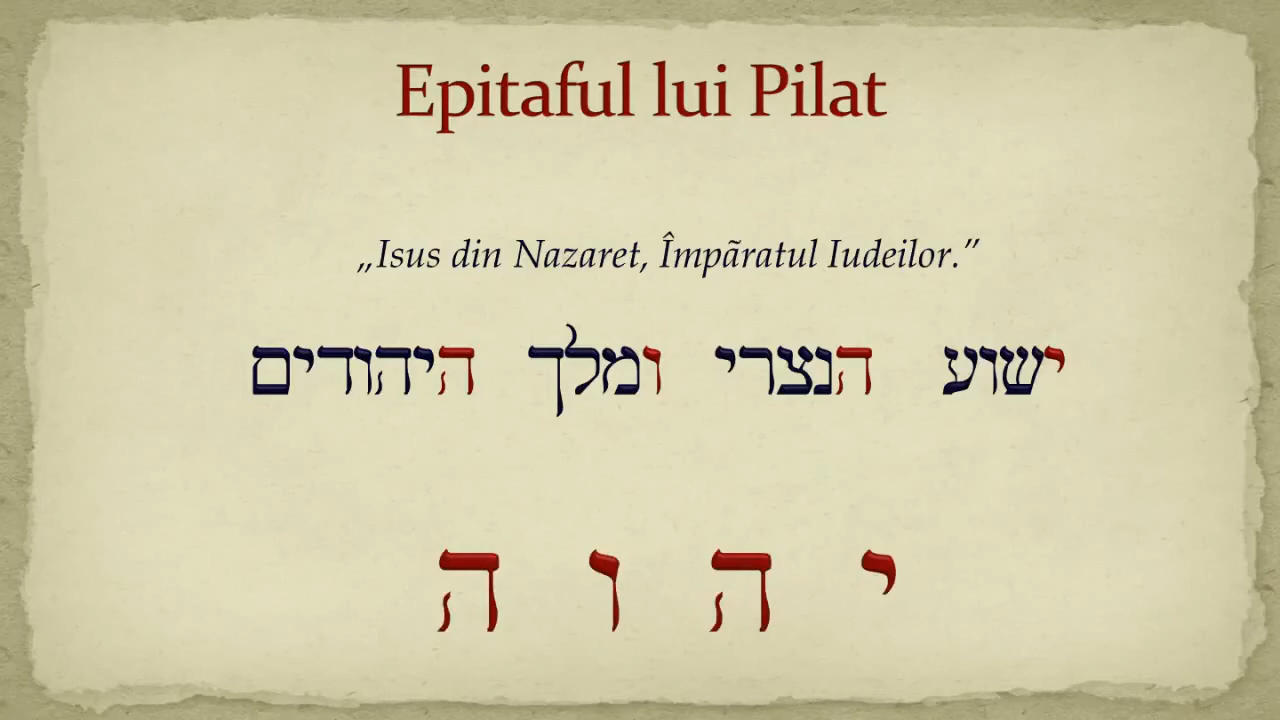 Epitaful lui Pilat
„Isus din Nazaret, Împãratul Iudeilor.”
ישוע הנצרי ומלך היהודים
י ה ו ה